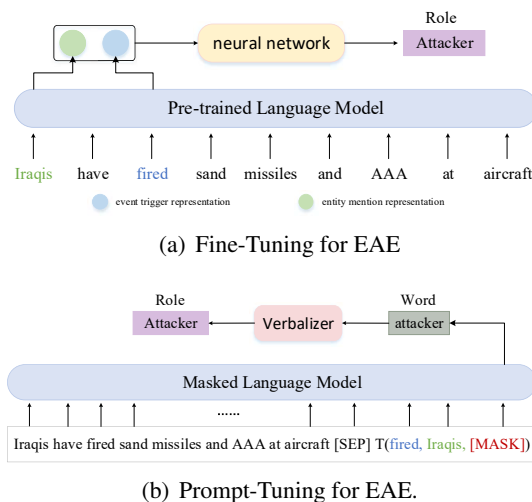 Role
neural network
Attacker
Pre-trained Language Model
Iraqis have fired sand missiles and AAA at aircraft
event trigger representation entity mention representation
(a) Fine-Tuning for EAE
Role Word
Attacker Verbalizer attacker
Masked Language Model
......
Iraqis have fired sand missiles and AAA at aircraft [SEP] T(fired, Iraqis, [MASK])
(b) Prompt-Tuning for EAE.